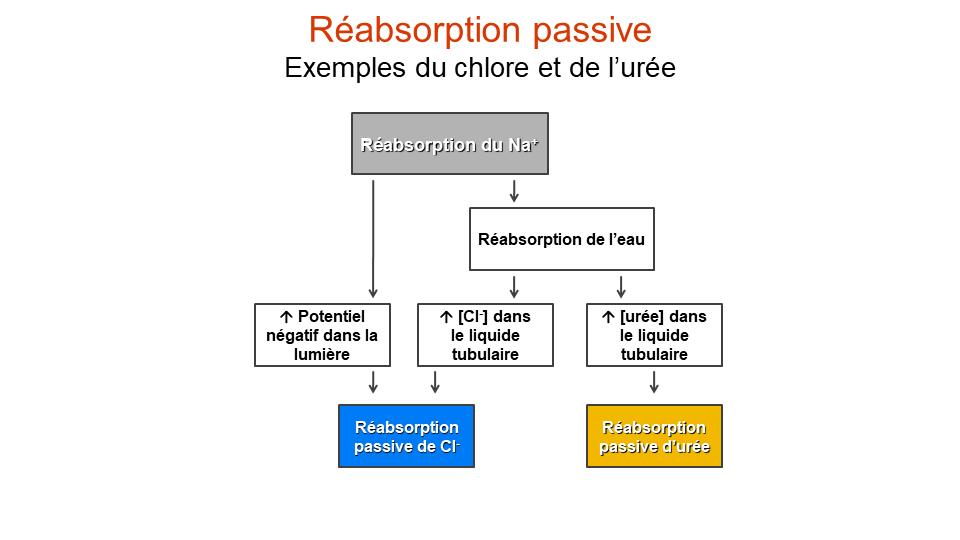 Réabsorption passive
Exemples du chlore et de l’urée
Réabsorption du Na⁺
Réabsorption de l’eau
↑ Potentiel
négatif dans la
lumière
↑ [Cl⁻] dans
le liquide
tubulaire
↑ [urée] dans
le liquide
tubulaire
Réabsorption
passive de Cl⁻
Réabsorption
passive d’urée